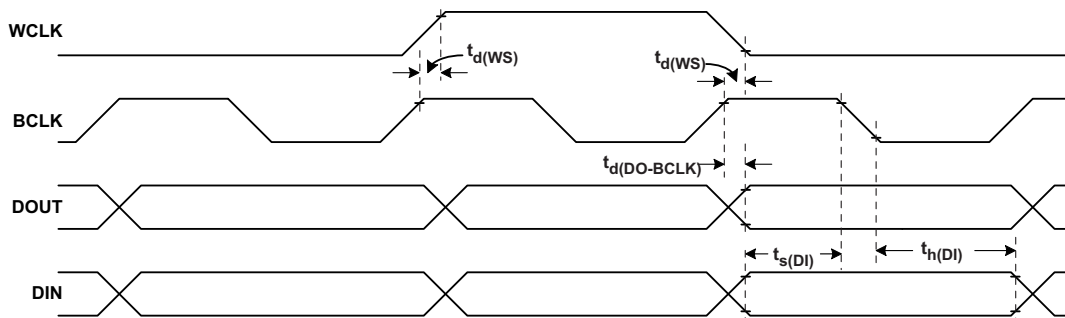 WCLK
t_d(WS)
t_d(WS)
BCLK
t_d(DO-BCLK)
DOUT
t_s(DI)
t_h(DI)
DIN